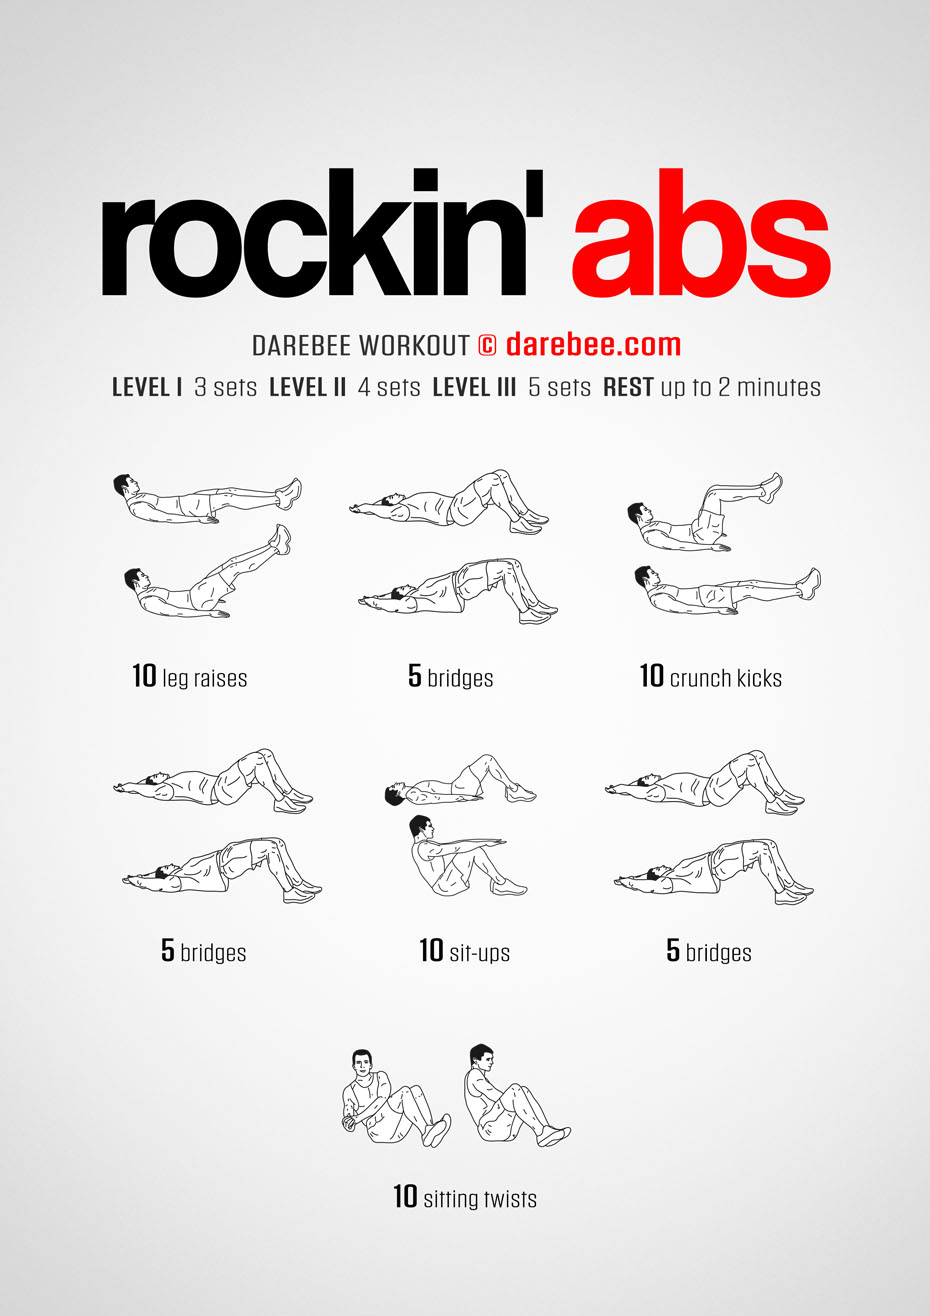 rockin' abs
DAREBEE WORKOUT © darebee.com
LEVEL I 3 sets LEVEL II 4 sets LEVEL III 5 sets REST up to 2 minutes
10 leg raises
5 bridges
10 crunch kicks
5 bridges
10 sit-ups
5 bridges
10 sitting twists